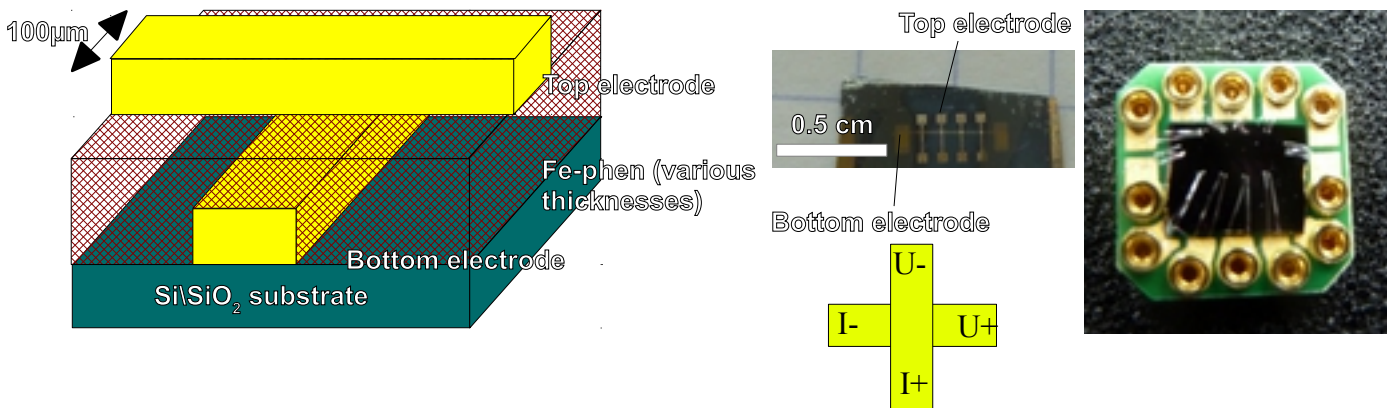 100µm
Top electrode
Fe-phen (various
thicknesses)
Bottom electrode
Si\SiO₂ substrate
Top electrode
0.5 cm
Bottom electrode
U-
I-
U+
I+